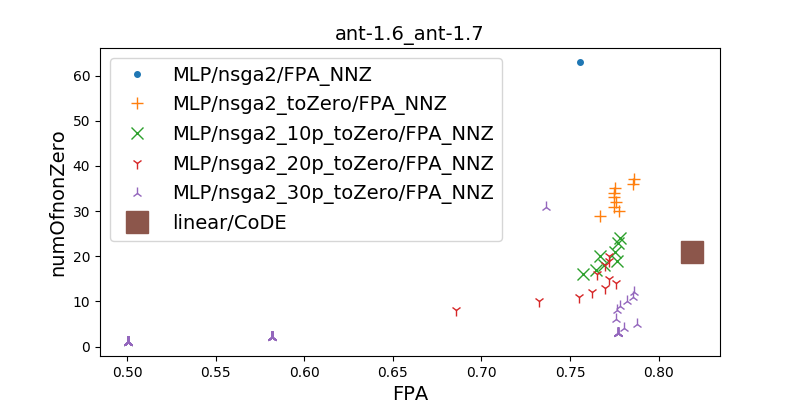 ant-1.6_ant-1.7
numOfnonZero
60
50
40
30
20
10
0
MLP/nsga2/FPA_NNZ
MLP/nsga2_toZero/FPA_NNZ
MLP/nsga2_10p_toZero/FPA_NNZ
MLP/nsga2_20p_toZero/FPA_NNZ
MLP/nsga2_30p_toZero/FPA_NNZ
linear/CoDE
0.50 0.55 0.60 0.65 0.70 0.75 0.80
FPA